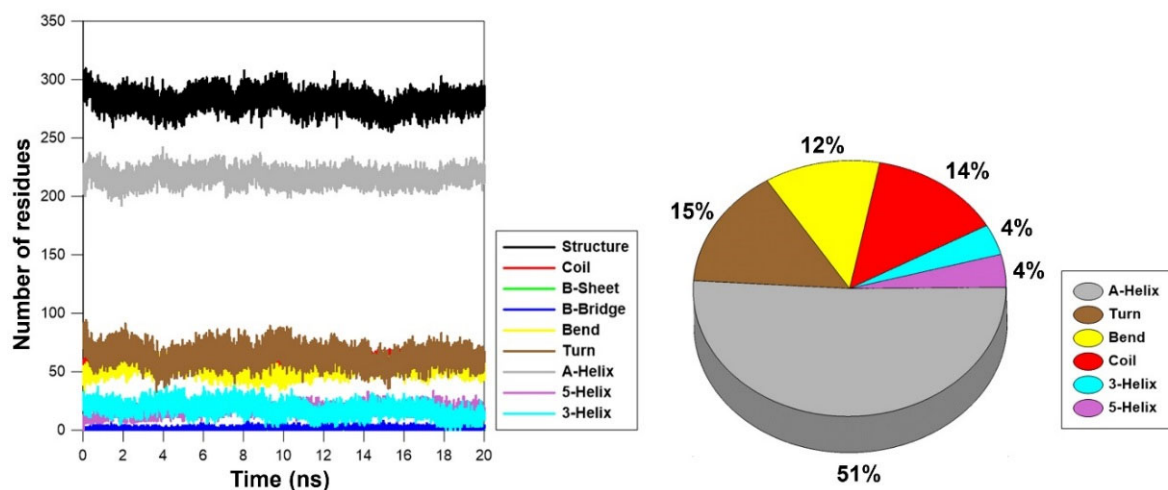 350
300
250
200
150
100
50
0
0 2 4 6 8 10 12 14 16 18 20
Number of residues
Time (ns)
Structure
Coil
B-Sheet
B-Bridge
Bend
Turn
A-Helix
5-Helix
3-Helix
12%
14%
15%
4%
4%
51%
A-Helix
Turn
Bend
Coil
3-Helix
5-Helix